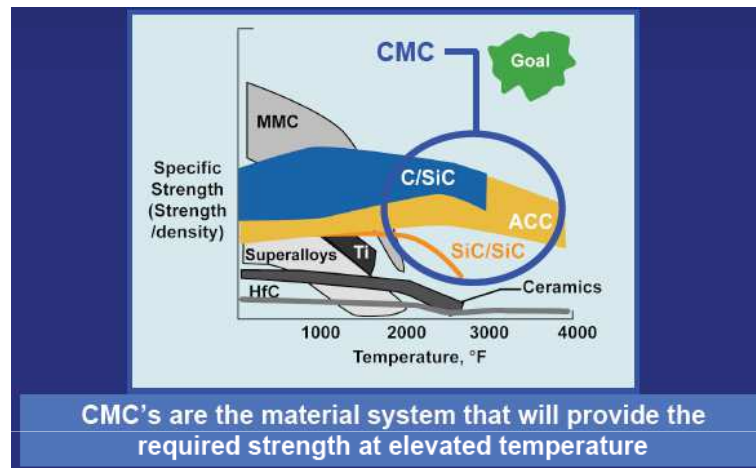 CMC
Goal
MMC
Specific
Strength
(Strength
/density)
C/SiC
ACC
SiC/SiC
Superalloys
Ti
Ceramics
HfC
1000 2000 3000 4000
Temperature, °F
CMC's are the material system that will provide the
required strength at elevated temperature